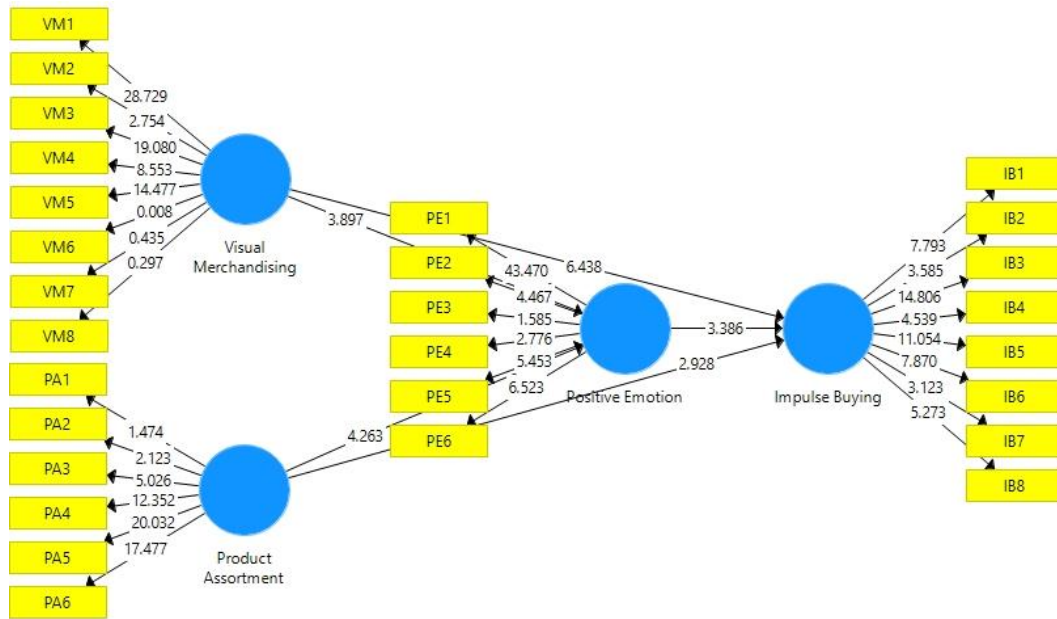 VM1
VM2
VM3
VM4
VM5
VM6
VM7
VM8
28.729
2.754
19.080
8.553
14.477
0.008
0.435
0.297
Visual
Merchandising
PA1
PA2
PA3
PA4
PA5
PA6
1.474
2.123
5.026
12.352
20.032
17.477
Product
Assortment
3.897
4.263
6.438
2.928
PE1
PE2
PE3
PE4
PE5
PE6
43.470
4.467
1.585
2.776
5.453
6.523
Positive Emotion
3.386
Impulse Buying
7.793
3.585
14.806
4.539
11.054
7.870
3.123
5.273
IB1
IB2
IB3
IB4
IB5
IB6
IB7
IB8